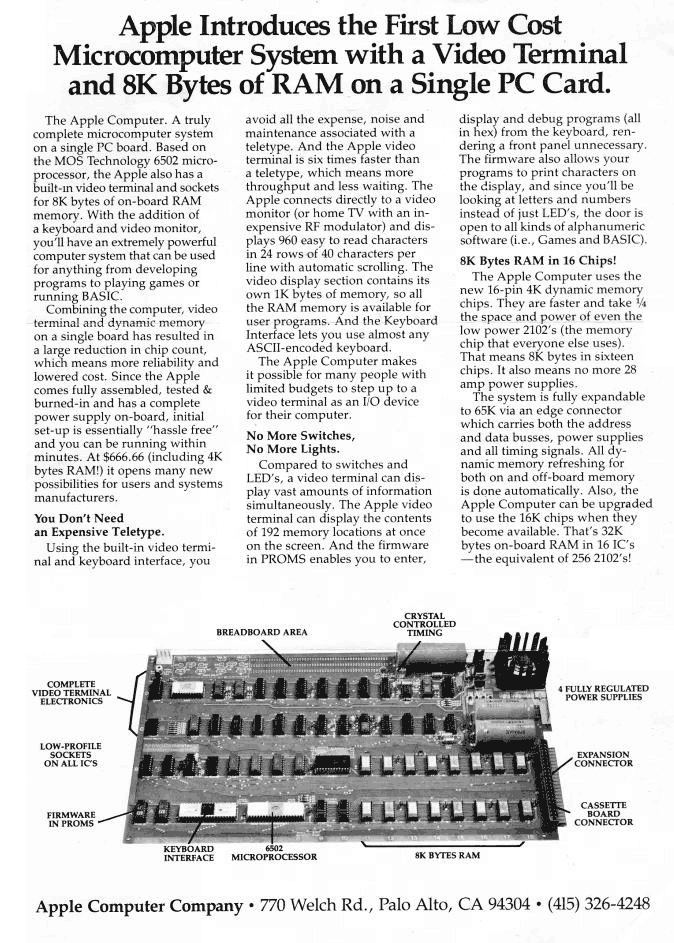 Apple Introduces the First Low Cost
Microcomputer System with a Video Terminal
and 8K Bytes of RAM on a Single PC Card.
The Apple Computer. A truly
complete microcomputer system
on a single PC board. Based on
the MOS Technology 6502 micro-
processor, the Apple also has a
built-in video terminal and sockets
for 8K bytes of on-board RAM
memory. With the addition of
a keyboard and video monitor,
you'll have an extremely powerful
computer system that can be used
for anything from developing
programs to playing games or
running BASIC.
Combining the computer, video
terminal and dynamic memory
on a single board has resulted in
a large reduction in chip count,
which means more reliability and
lowered cost. Since the Apple
comes fully assembled, tested &
burned-in and has a complete
power supply on-board, initial
set-up is essentially "hassle free"
and you can be running within
minutes. At $666.66 (including 4K
bytes RAM!) it opens many new
possibilities for users and systems
manufacturers.
You Don't Need
an Expensive Teletype.
Using the built-in video termi-
nal and keyboard interface, you
avoid all the expense, noise and
maintenance associated with a
teletype. And the Apple video
terminal is six times faster than
a teletype, which means more
throughput and less waiting. The
Apple connects directly to a video
monitor (or home TV with an in-
expensive RF modulator) and dis-
plays 960 easy to read characters
in 24 rows of 40 characters per
line with automatic scrolling. The
video display section contains its
own 1K bytes of memory, so all
the RAM memory is available for
user programs. And the Keyboard
Interface lets you use almost any
ASCII-encoded keyboard.
The Apple Computer makes
it possible for many people with
limited budgets to step up to a
video terminal as an I/O device
for their computer.
No More Switches,
No More Lights.
Compared to switches and
LED's, a video terminal can dis-
play vast amounts of information
simultaneously. The Apple video
terminal can display the contents
of 192 memory locations at once
on the screen. And the firmware
in PROMS enables you to enter,
display and debug programs (all
in hex) from the keyboard, ren-
dering a front panel unnecessary.
The firmware also allows your
programs to print characters on
the display, and since you'll be
looking at letters and numbers
instead of just LED's, the door is
open to all kinds of alphanumeric
software (i.e., Games and BASIC).
8K Bytes RAM in 16 Chips!
The Apple Computer uses the
new 16-pin 4K dynamic memory
chips. They are faster and take ¼
the space and power of even the
low power 2102's (the memory
chip that everyone else uses).
That means 8K bytes in sixteen
chips. It also means no more 28
amp power supplies.
The system is fully expandable
to 65K via an edge connector
which carries both the address
and data busses, power supplies
and all timing signals. All dy-
namic memory refreshing for
both on and off-board memory
is done automatically. Also, the
Apple Computer can be upgraded
to use the 16K chips when they
become available. That's 32K
bytes on-board RAM in 16 IC's
—the equivalent of 256 2102's!
CRYSTAL
CONTROLLED
TIMING
BREADBOARD AREA
COMPLETE
VIDEO TERMINAL
ELECTRONICS
4 FULLY REGULATED
POWER SUPPLIES
LOW-PROFILE
SOCKETS
ON ALL IC'S
EXPANSION
CONNECTOR
FIRMWARE
IN PROMS
CASSETTE
BOARD
CONNECTOR
KEYBOARD
INTERFACE
6502
MICROPROCESSOR
8K BYTES RAM
Apple Computer Company • 770 Welch Rd., Palo Alto, CA 94304 • (415) 326-4248